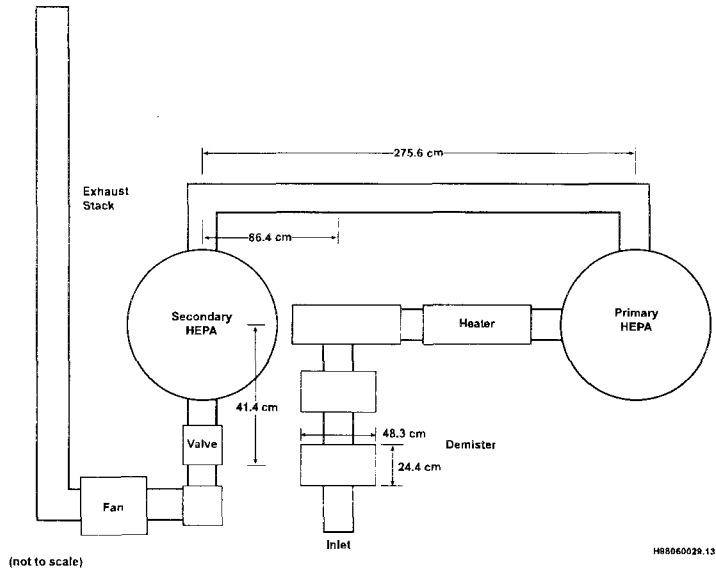 275.6 cm
Exhaust
Stack
86.4 cm
Secondary
HEPA
Heater
Primary
HEPA
41.4 cm
Valve
48.3 cm
Demister
24.4 cm
Fan
Inlet
(not to scale)
H98060029.13